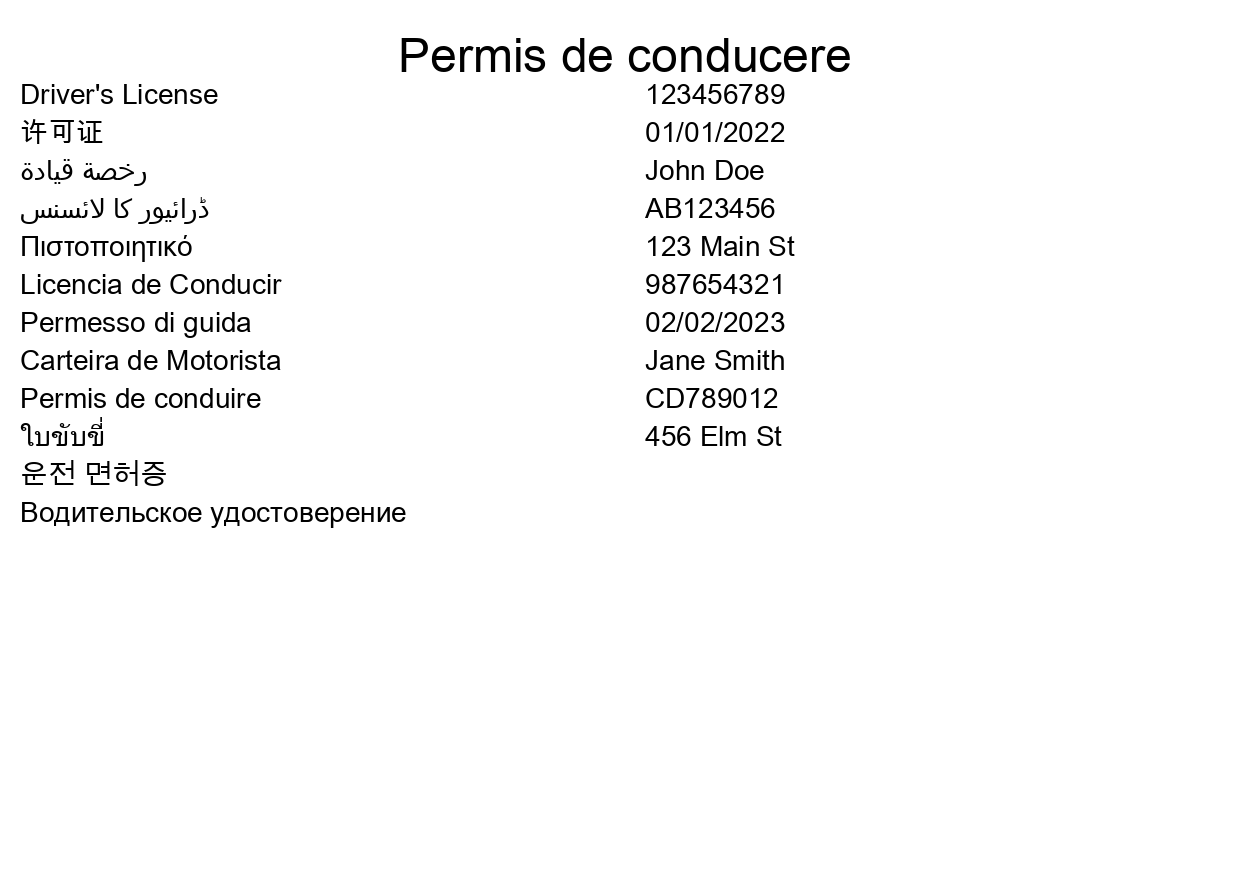 Permis de conducere
Driver's License 123456789
许可证 01/01/2022
رخصة قيادة John Doe
ڈرائیور کا لائسنس AB123456
Πιστοποιητικό 123 Main St
Licencia de Conducir 987654321
Permesso di guida 02/02/2023
Carteira de Motorista Jane Smith
Permis de conduire CD789012
ใบขับขี่ 456 Elm St
운전 면허증
Водительское удостоверение